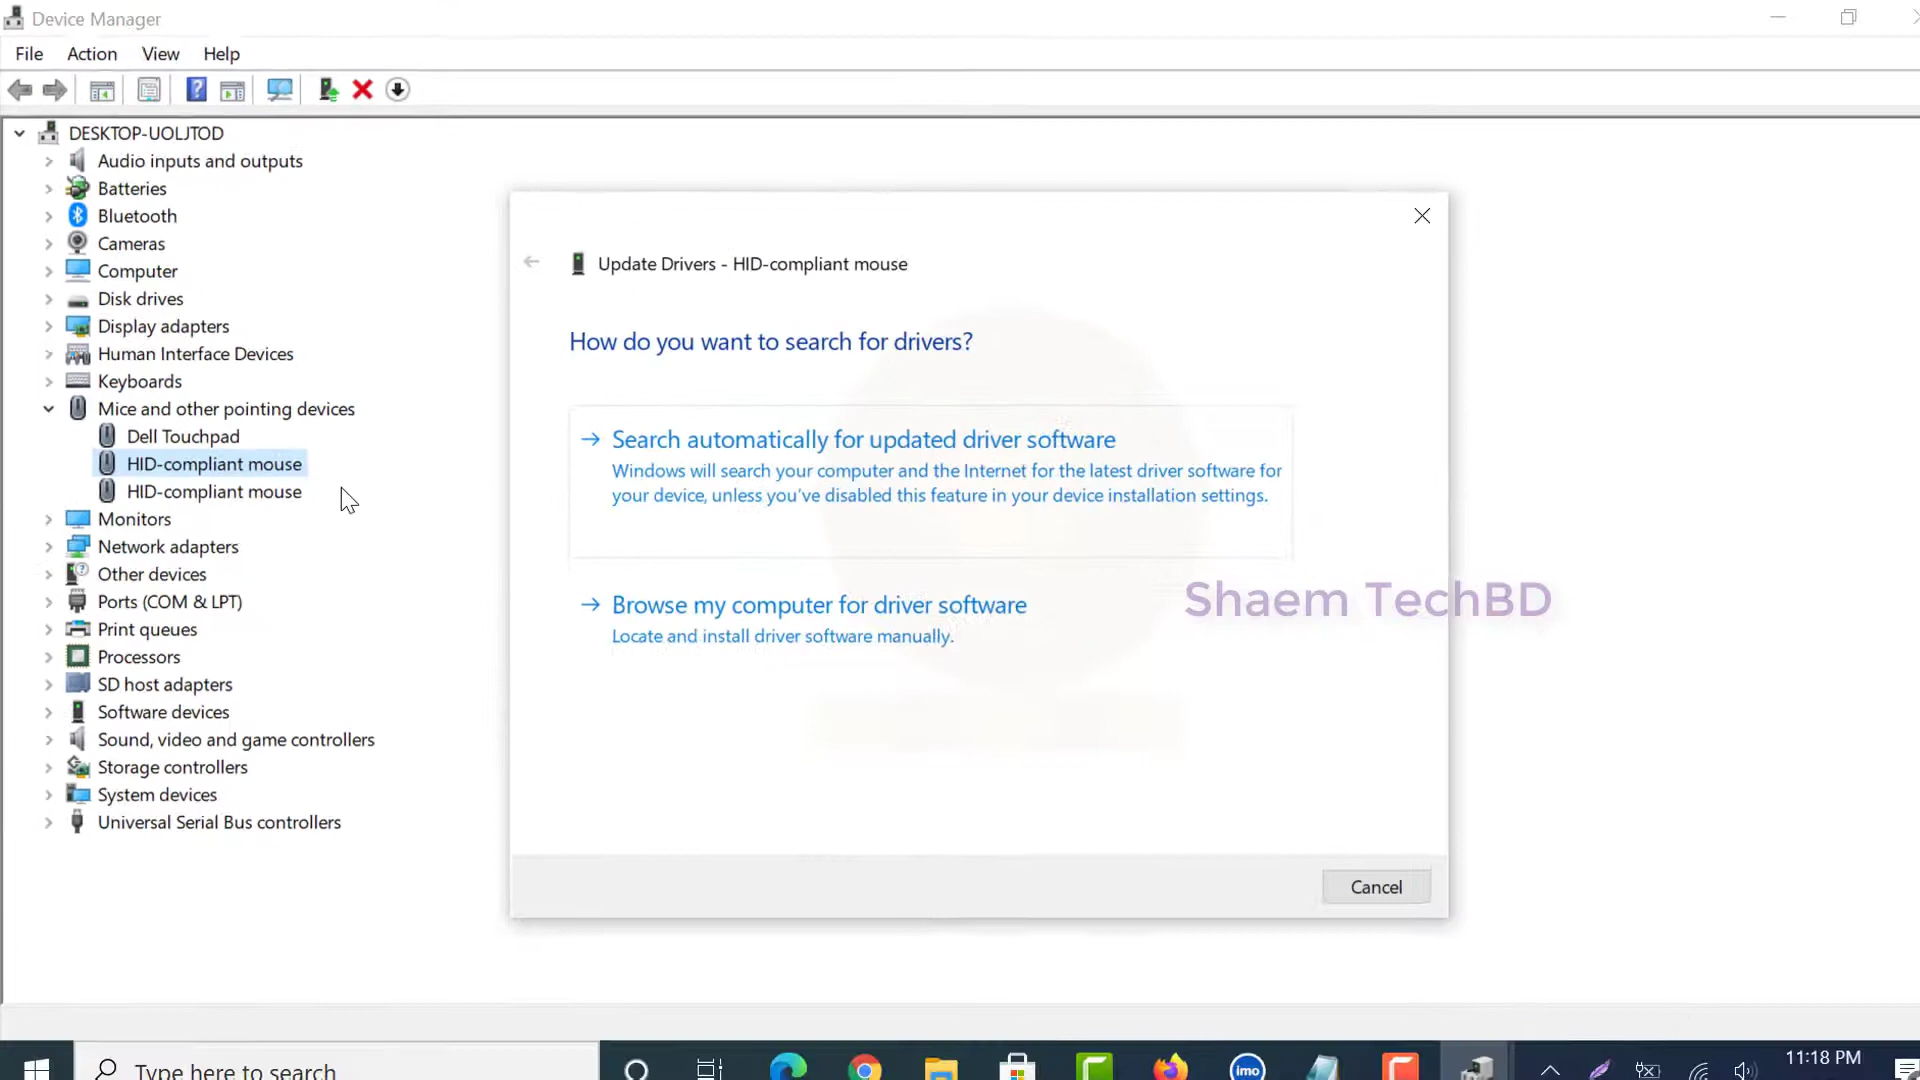 Device Manager
File Action View Help
DESKTOP-UOLJTOD
Audio inputs and outputs
Batteries
Bluetooth
Cameras
Computer
Disk drives
Display adapters
Human Interface Devices
Keyboards
Mice and other pointing devices
Dell Touchpad
HID-compliant mouse
HID-compliant mouse
Monitors
Network adapters
Other devices
Ports (COM & LPT)
Print queues
Processors
SD host adapters
Software devices
Sound, video and game controllers
Storage controllers
System devices
Universal Serial Bus controllers
Update Drivers - HID-compliant mouse
How do you want to search for drivers?
Search automatically for updated driver software
Windows will search your computer and the Internet for the latest driver software for
your device, unless you've disabled this feature in your device installation settings.
Browse my computer for driver software
Locate and install driver software manually.
Shaem TechBD
Cancel
Type here to search
imo
11:18 PM